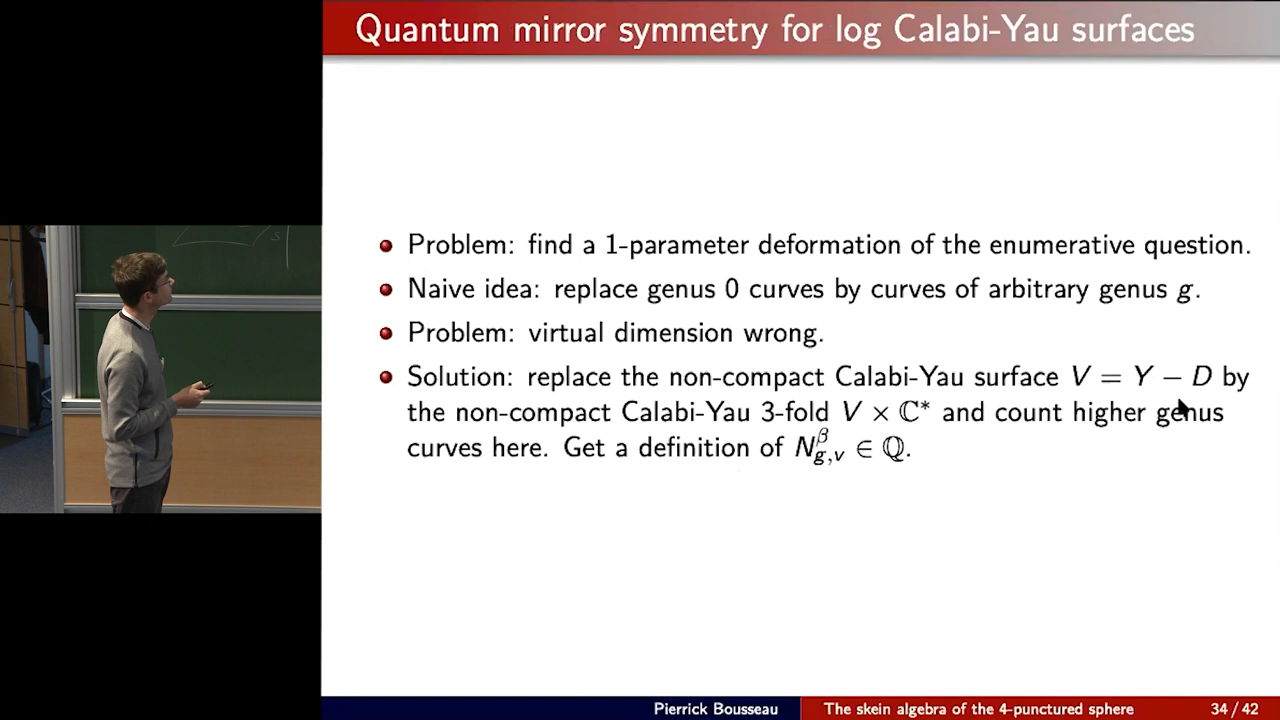 Quantum mirror symmetry for log Calabi-Yau surfaces
Problem: find a 1-parameter deformation of the enumerative question.
Naive idea: replace genus 0 curves by curves of arbitrary genus g.
Problem: virtual dimension wrong.
Solution: replace the non-compact Calabi-Yau surface V = Y − D by
the non-compact Calabi-Yau 3-fold V × ℂ* and count higher genus
curves here. Get a definition of N_{g,v}^β ∈ ℚ.
Pierrick Bousseau
The skein algebra of the 4-punctured sphere
34 / 42